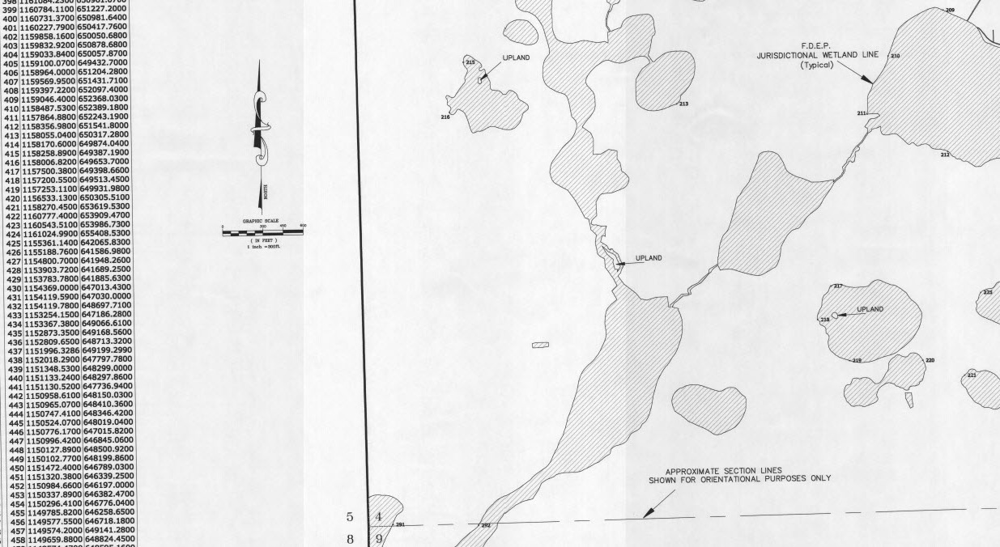 399 1160784.1100 651227.2000
400 1160731.3700 650981.6400
401 1160227.7900 650417.7600
402 1159858.1600 650050.6800
403 1159832.9200 650878.6800
404 1159033.8400 650057.8700
405 1159100.0700 649432.7000
406 1158964.0000 651204.2800
407 1159569.9500 651431.7100
408 1159397.2200 652097.4000
409 1159046.4000 652368.0300
410 1158487.5300 652389.1800
411 1157864.8800 652243.1900
412 1158356.9800 651541.8000
413 1158055.0400 650317.2800
414 1158170.6000 649874.0400
415 1158258.8900 649387.1900
416 1158006.8200 649653.7000
417 1157500.3800 649398.6600
418 1157200.5500 649513.4500
419 1157253.1100 649931.9800
420 1156533.1300 650305.5100
421 1158270.4500 653619.5300
422 1160777.4000 653909.4700
423 1160543.5100 653986.7300
424 1161024.9900 655408.5300
425 1155361.1400 642065.8300
426 1155188.7600 641586.9800
427 1154800.7000 641948.2600
428 1153903.7200 641689.2500
429 1153783.7800 641885.6300
430 1154369.0000 647013.4300
431 1154119.5900 647030.0000
432 1154119.7800 648697.7100
433 1153254.1500 647186.2800
434 1153367.3800 649066.6100
435 1152873.3500 649168.5600
436 1152809.6500 648713.3200
437 1151996.3286 649199.2990
438 1152018.2900 647797.7800
439 1151348.5300 648299.0000
440 1151133.2400 648297.8600
441 1151130.5200 647736.9400
442 1150958.6100 648150.0300
443 1150965.0700 648410.3600
444 1150747.4100 648346.4200
445 1150524.0700 648019.0400
446 1150776.1700 647015.8200
447 1150996.4200 646845.0600
448 1150127.8900 648500.9200
449 1150102.7700 648199.8600
450 1151472.4000 646789.0300
451 1151320.3800 646339.2500
452 1150984.6600 646197.0000
453 1150337.8900 646382.4700
454 1150296.4100 646776.0400
455 1149785.8200 646258.6500
456 1149577.5500 646718.1800
457 1149574.2000 649141.2800
458 1149659.8800 648824.4500
NORTH
GRAPHIC SCALE
0 300 600
( IN FEET )
1 inch =300ft.
209
F.D.E.P.
JURISDICTIONAL WETLAND LINE
(Typical)
210
215
UPLAND
213
211
216
212
UPLAND
217
225
218
UPLAND
219
220
221
APPROXIMATE SECTION LINES
SHOWN FOR ORIENTATIONAL PURPOSES ONLY
5 4
291
292
8 9